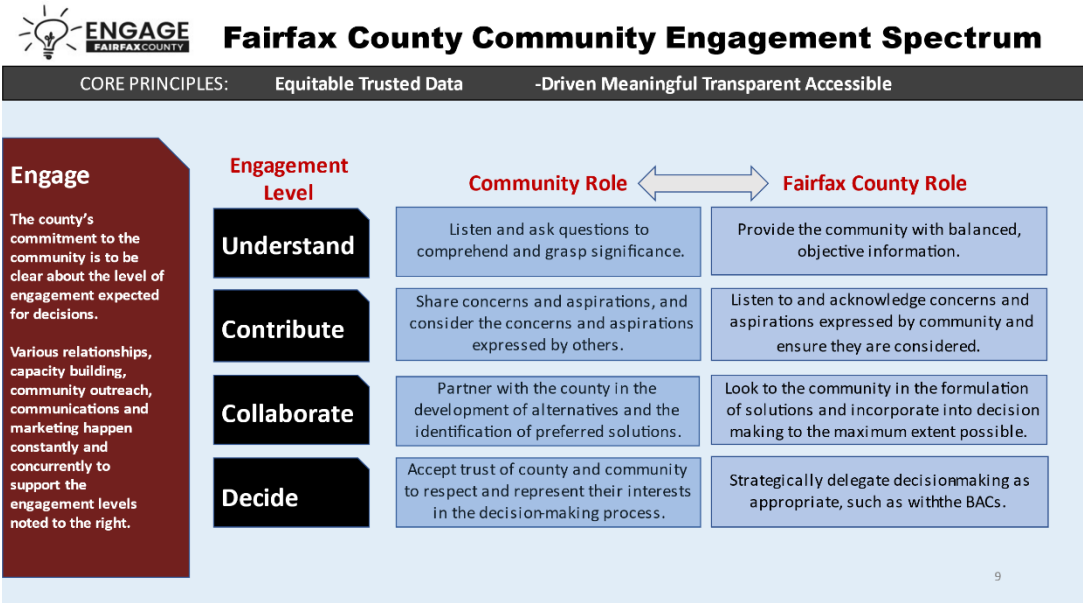 ENGAGE
FAIRFAXCOUNTY
Fairfax County Community Engagement Spectrum
CORE PRINCIPLES: Equitable Trusted Data -Driven Meaningful Transparent Accessible
Engage
The county's
commitment to the
community is to be
clear about the level of
engagement expected
for decisions.
Various relationships,
capacity building,
community outreach,
communications and
marketing happen
constantly and
concurrently to
support the
engagement levels
noted to the right.
Engagement
Level
Community Role
Fairfax County Role
Understand
Listen and ask questions to
comprehend and grasp significance.
Provide the community with balanced,
objective information.
Contribute
Share concerns and aspirations, and
consider the concerns and aspirations
expressed by others.
Listen to and acknowledge concerns and
aspirations expressed by community and
ensure they are considered.
Collaborate
Partner with the county in the
development of alternatives and the
identification of preferred solutions.
Look to the community in the formulation
of solutions and incorporate into decision
making to the maximum extent possible.
Decide
Accept trust of county and community
to respect and represent their interests
in the decision-making process.
Strategically delegate decision-making as
appropriate, such as withthe BACs.
9